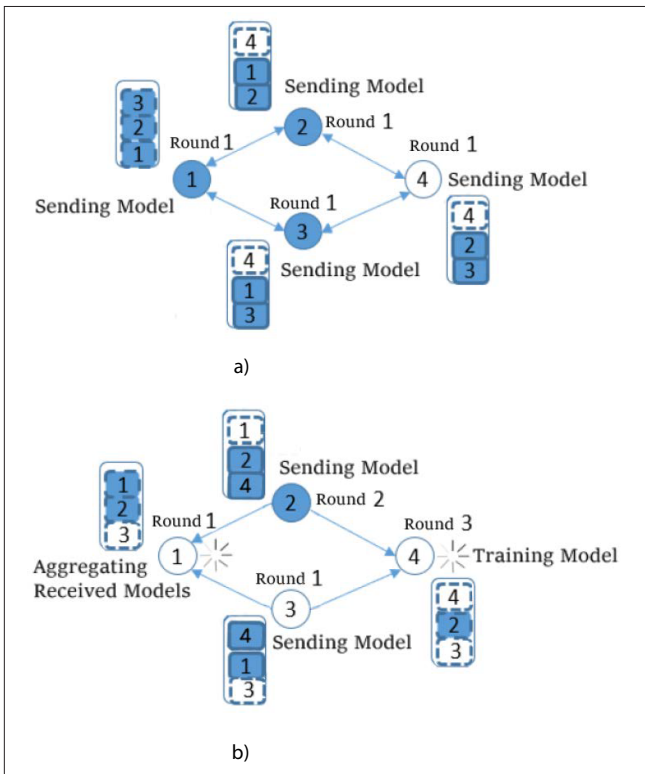 4
1
2
Sending Model
3
2
1
2
Round 1
Round 1
Round 1
1
4
Sending Model
Sending Model
Round 1
3
4
2
3
4
1
3
Sending Model
a)
1
2
4
Sending Model
1
2
3
2
Round 2
Round 1
Round 3
1
4
Training Model
Aggregating
Received Models
Round 1
3
Sending Model
4
2
3
4
1
3
b)